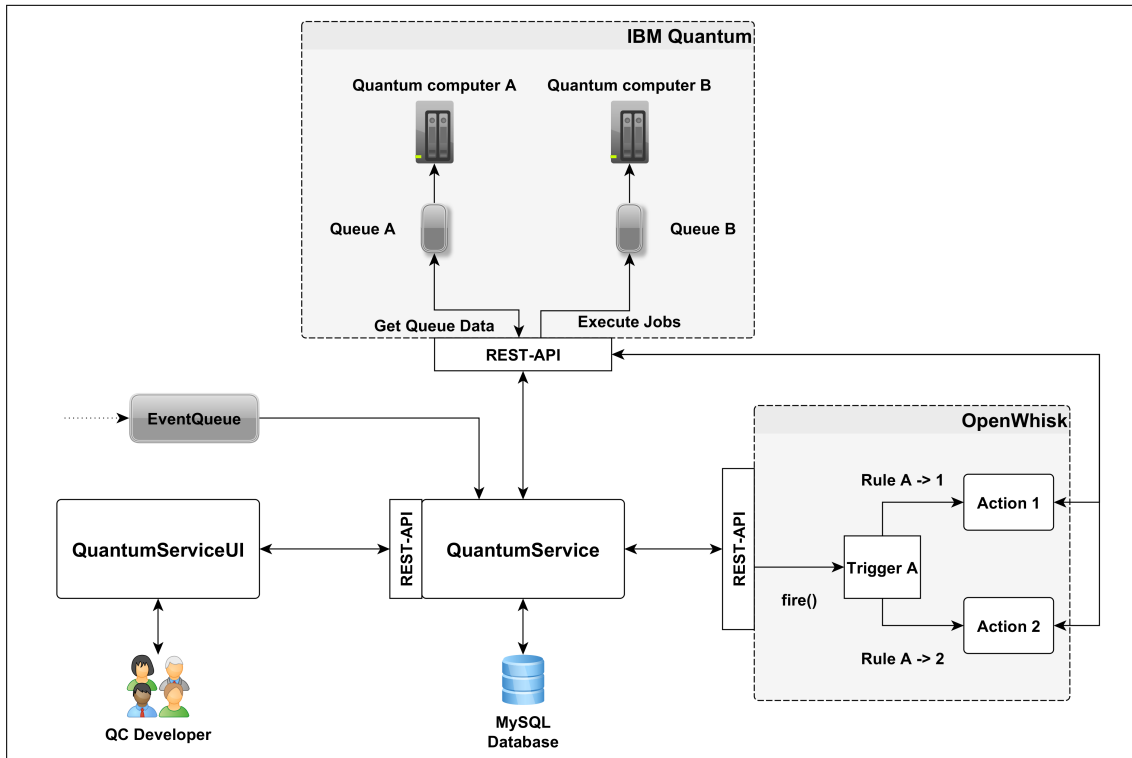 IBM Quantum
Quantum computer A
Quantum computer B
Queue A
Queue B
Get Queue Data
Execute Jobs
REST-API
EventQueue
OpenWhisk
Rule A -> 1
Action 1
QuantumServiceUI
REST-API
QuantumService
REST-API
Trigger A
fire()
Action 2
Rule A -> 2
QC Developer
MySQL
Database